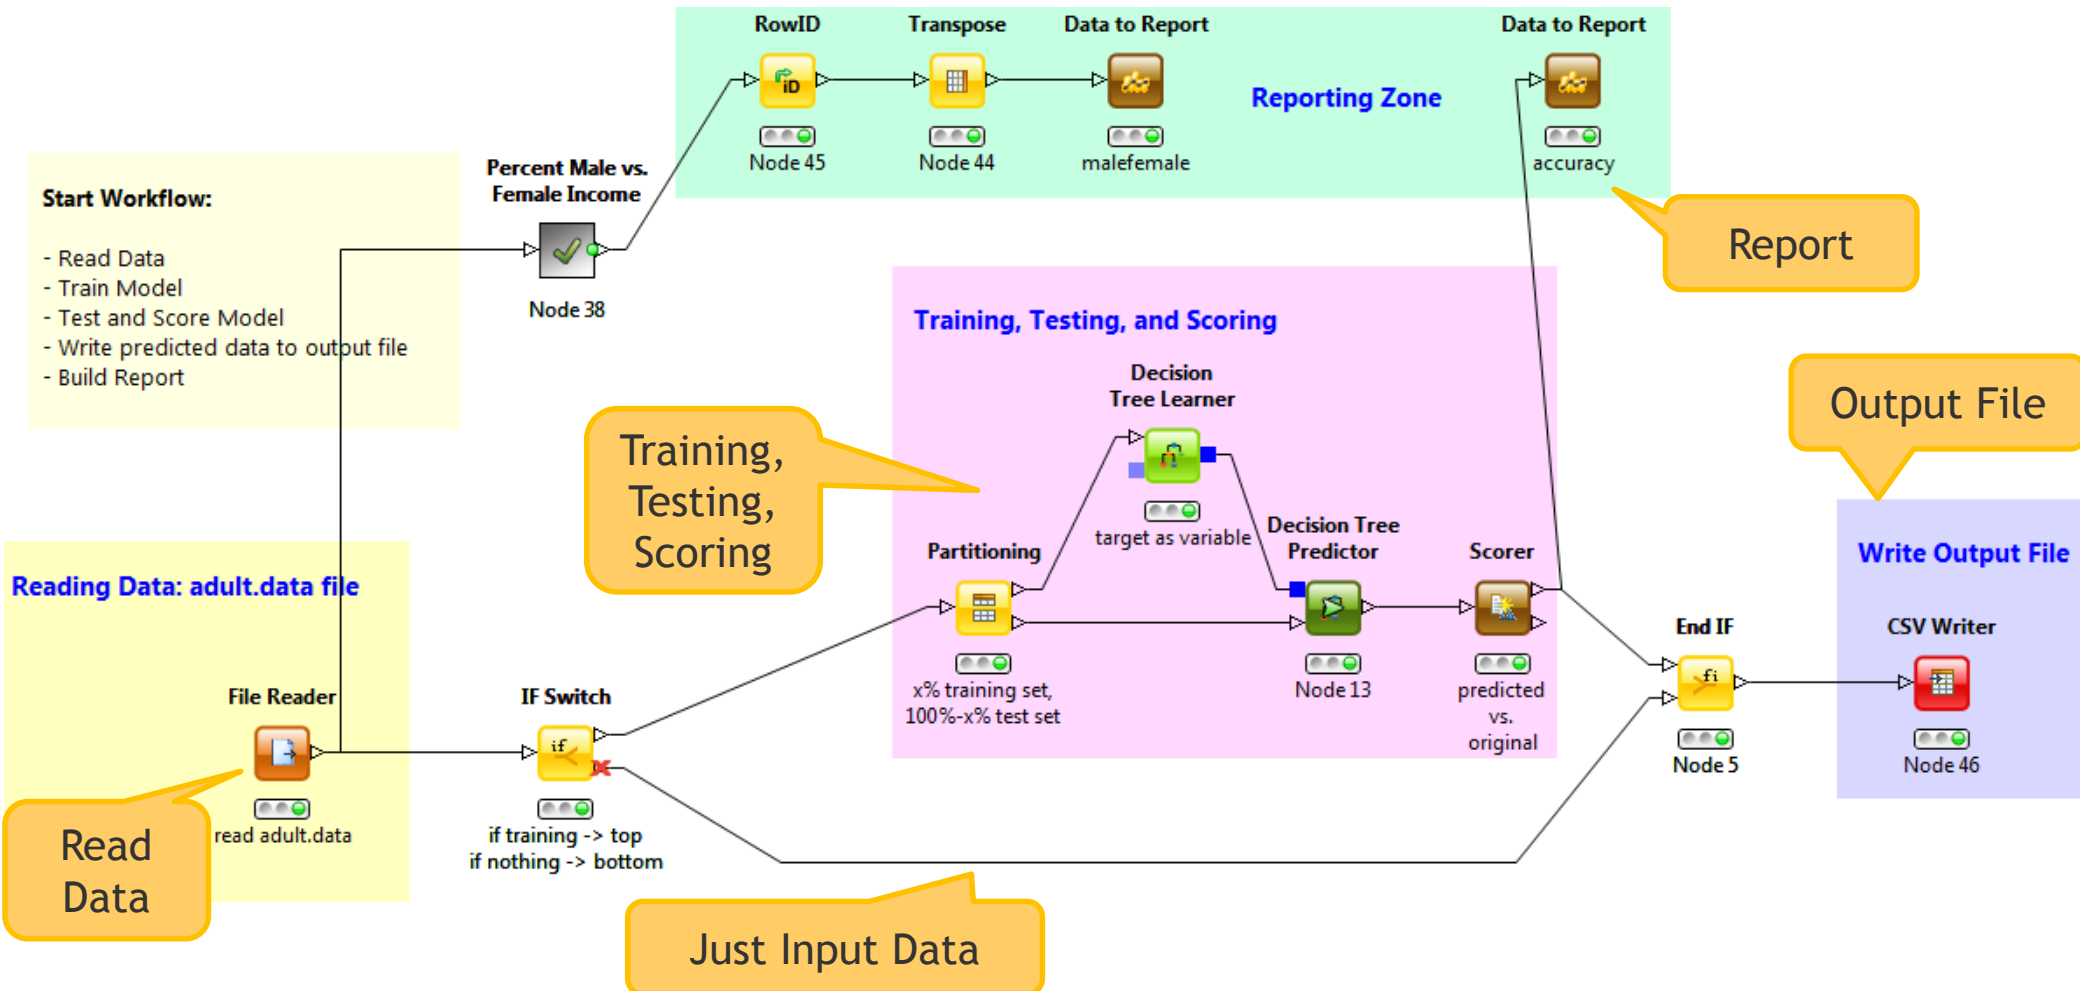 RowID
Transpose
Data to Report
Data to Report
iD
Reporting Zone
Node 45
Node 44
malefemale
accuracy
Percent Male vs.
Female Income
Node 38
Start Workflow:
- Read Data
- Train Model
- Test and Score Model
- Write predicted data to output file
- Build Report
Report
Training, Testing, and Scoring
Decision
Tree Learner
target as variable
Training,
Testing,
Scoring
Output File
Partitioning
x% training set,
100%-x% test set
Decision Tree
Predictor
Node 13
Scorer
predicted
vs.
original
Write Output File
Reading Data: adult.data file
File Reader
read adult.data
IF Switch
if
if training -> top
if nothing -> bottom
End IF
fi
Node 5
CSV Writer
Node 46
Read
Data
Just Input Data